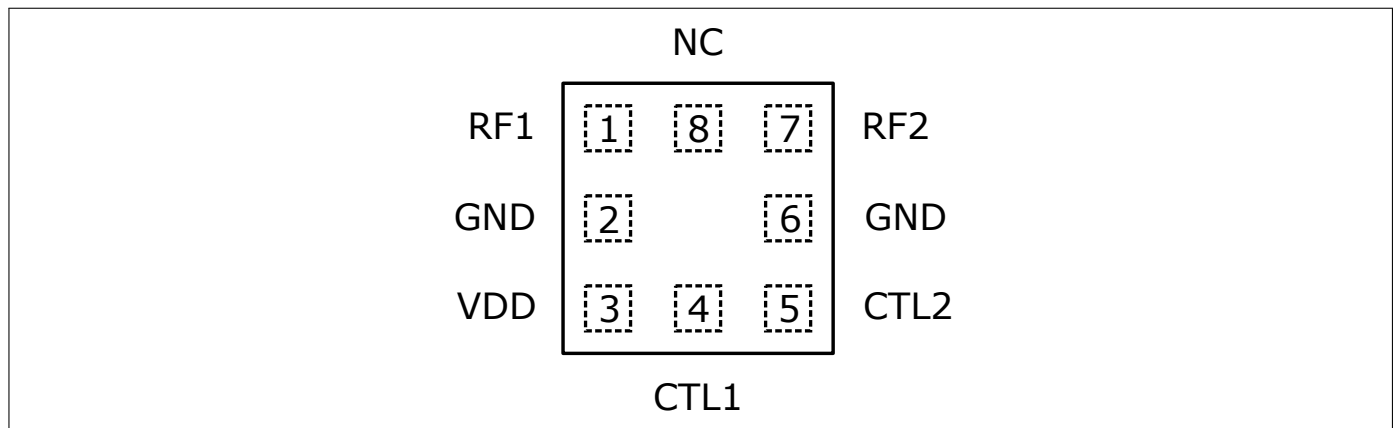 NC
RF1 1 8 7 RF2
GND 2 6 GND
VDD 3 4 5 CTL2
CTL1